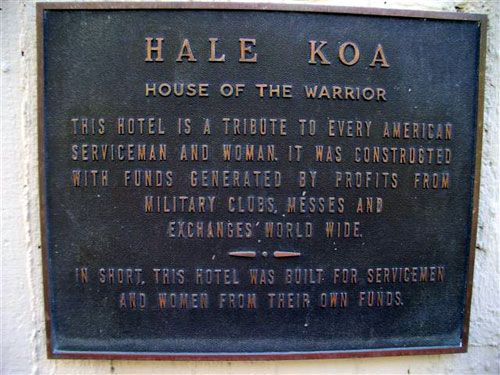 HALE KOA
HOUSE OF THE WARRIOR
THIS HOTEL IS A TRIBUTE TO EVERY AMERICAN
SERVICEMAN AND WOMAN. IT WAS CONSTRUCTED
WITH FUNDS GENERATED BY PROFITS FROM
MILITARY CLUBS, MESSES AND
EXCHANGES WORLD WIDE.
IN SHORT, THIS HOTEL WAS BUILT FOR SERVICEMEN
AND WOMEN FROM THEIR OWN FUNDS.